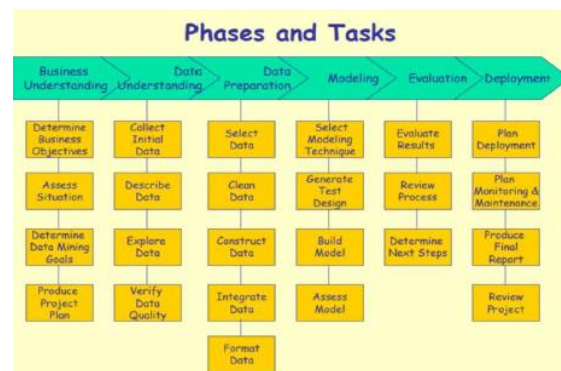 Phases and Tasks
Business
Understanding
Data
Understanding
Data
Preparation
Modeling
Evaluation
Deployment
Determine
Business
Objectives
Assess
Situation
Determine
Data Mining
Goals
Produce
Project
Plan
Collect
Initial
Data
Describe
Data
Explore
Data
Verify
Data
Quality
Select
Data
Clean
Data
Construct
Data
Integrate
Data
Format
Data
Select
Modeling
Technique
Generate
Test
Design
Build
Model
Assess
Model
Evaluate
Results
Review
Process
Determine
Next Steps
Plan
Deployment
Plan
Monitoring &
Maintenance
Produce
Final
Report
Review
Project